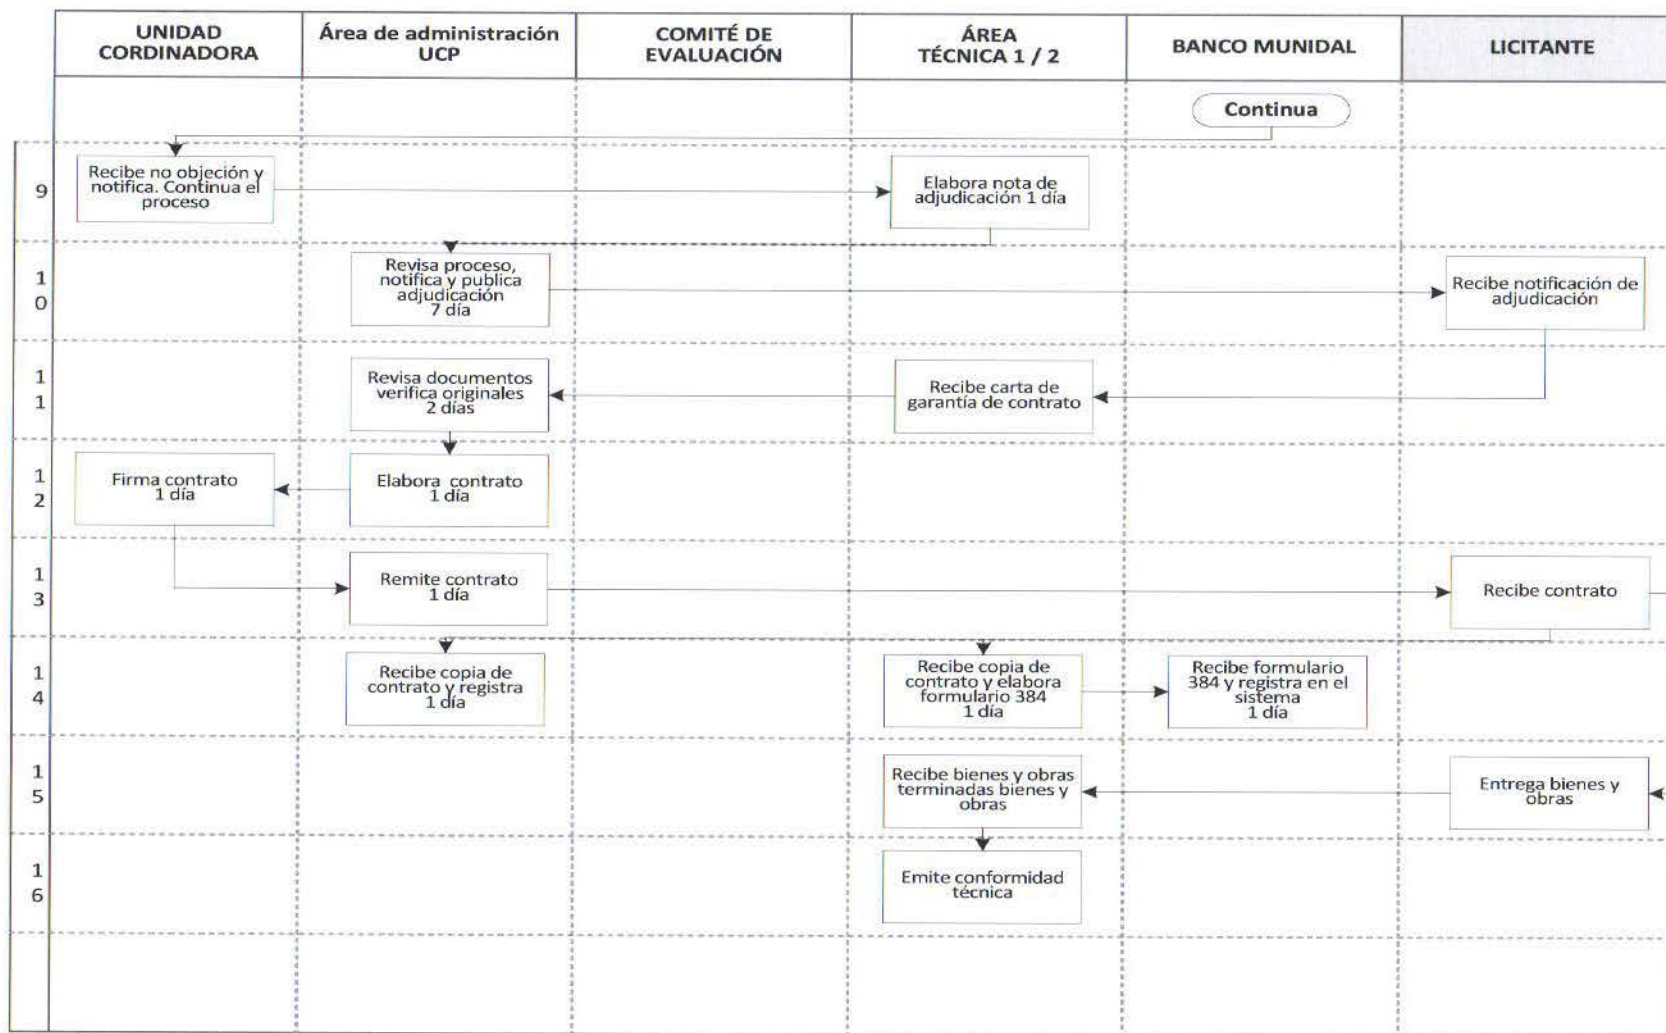 UNIDAD
CORDINADORA
Área de administración
UCP
COMITÉ DE
EVALUACIÓN
ÁREA
TÉCNICA 1 / 2
BANCO MUNIDAL
LICITANTE
Continua
9
Recibe no objeción y
notifica. Continua el
proceso
Elabora nota de
adjudicación 1 día
1
0
Revisa proceso,
notifica y publica
adjudicación
7 día
Recibe notificación de
adjudicación
1
1
Revisa documentos
verifica originales
2 días
Recibe carta de
garantía de contrato
1
2
Firma contrato
1 día
Elabora contrato
1 día
1
3
Remite contrato
1 día
Recibe contrato
1
4
Recibe copia de
contrato y registra
1 día
Recibe copia de
contrato y elabora
formulario 384
1 día
Recibe formulario
384 y registra en el
sistema
1 día
1
5
Recibe bienes y obras
terminadas bienes y
obras
Entrega bienes y
obras
1
6
Emite conformidad
técnica